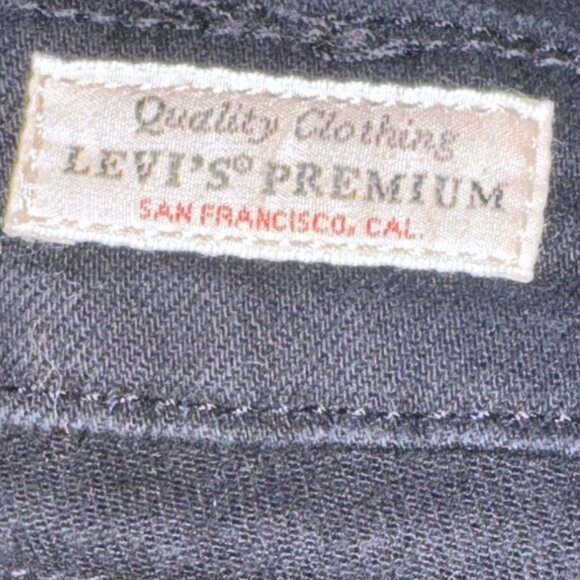 Quality Clothing
LEVI'S® PREMIUM
SAN FRANCISCO, CAL.